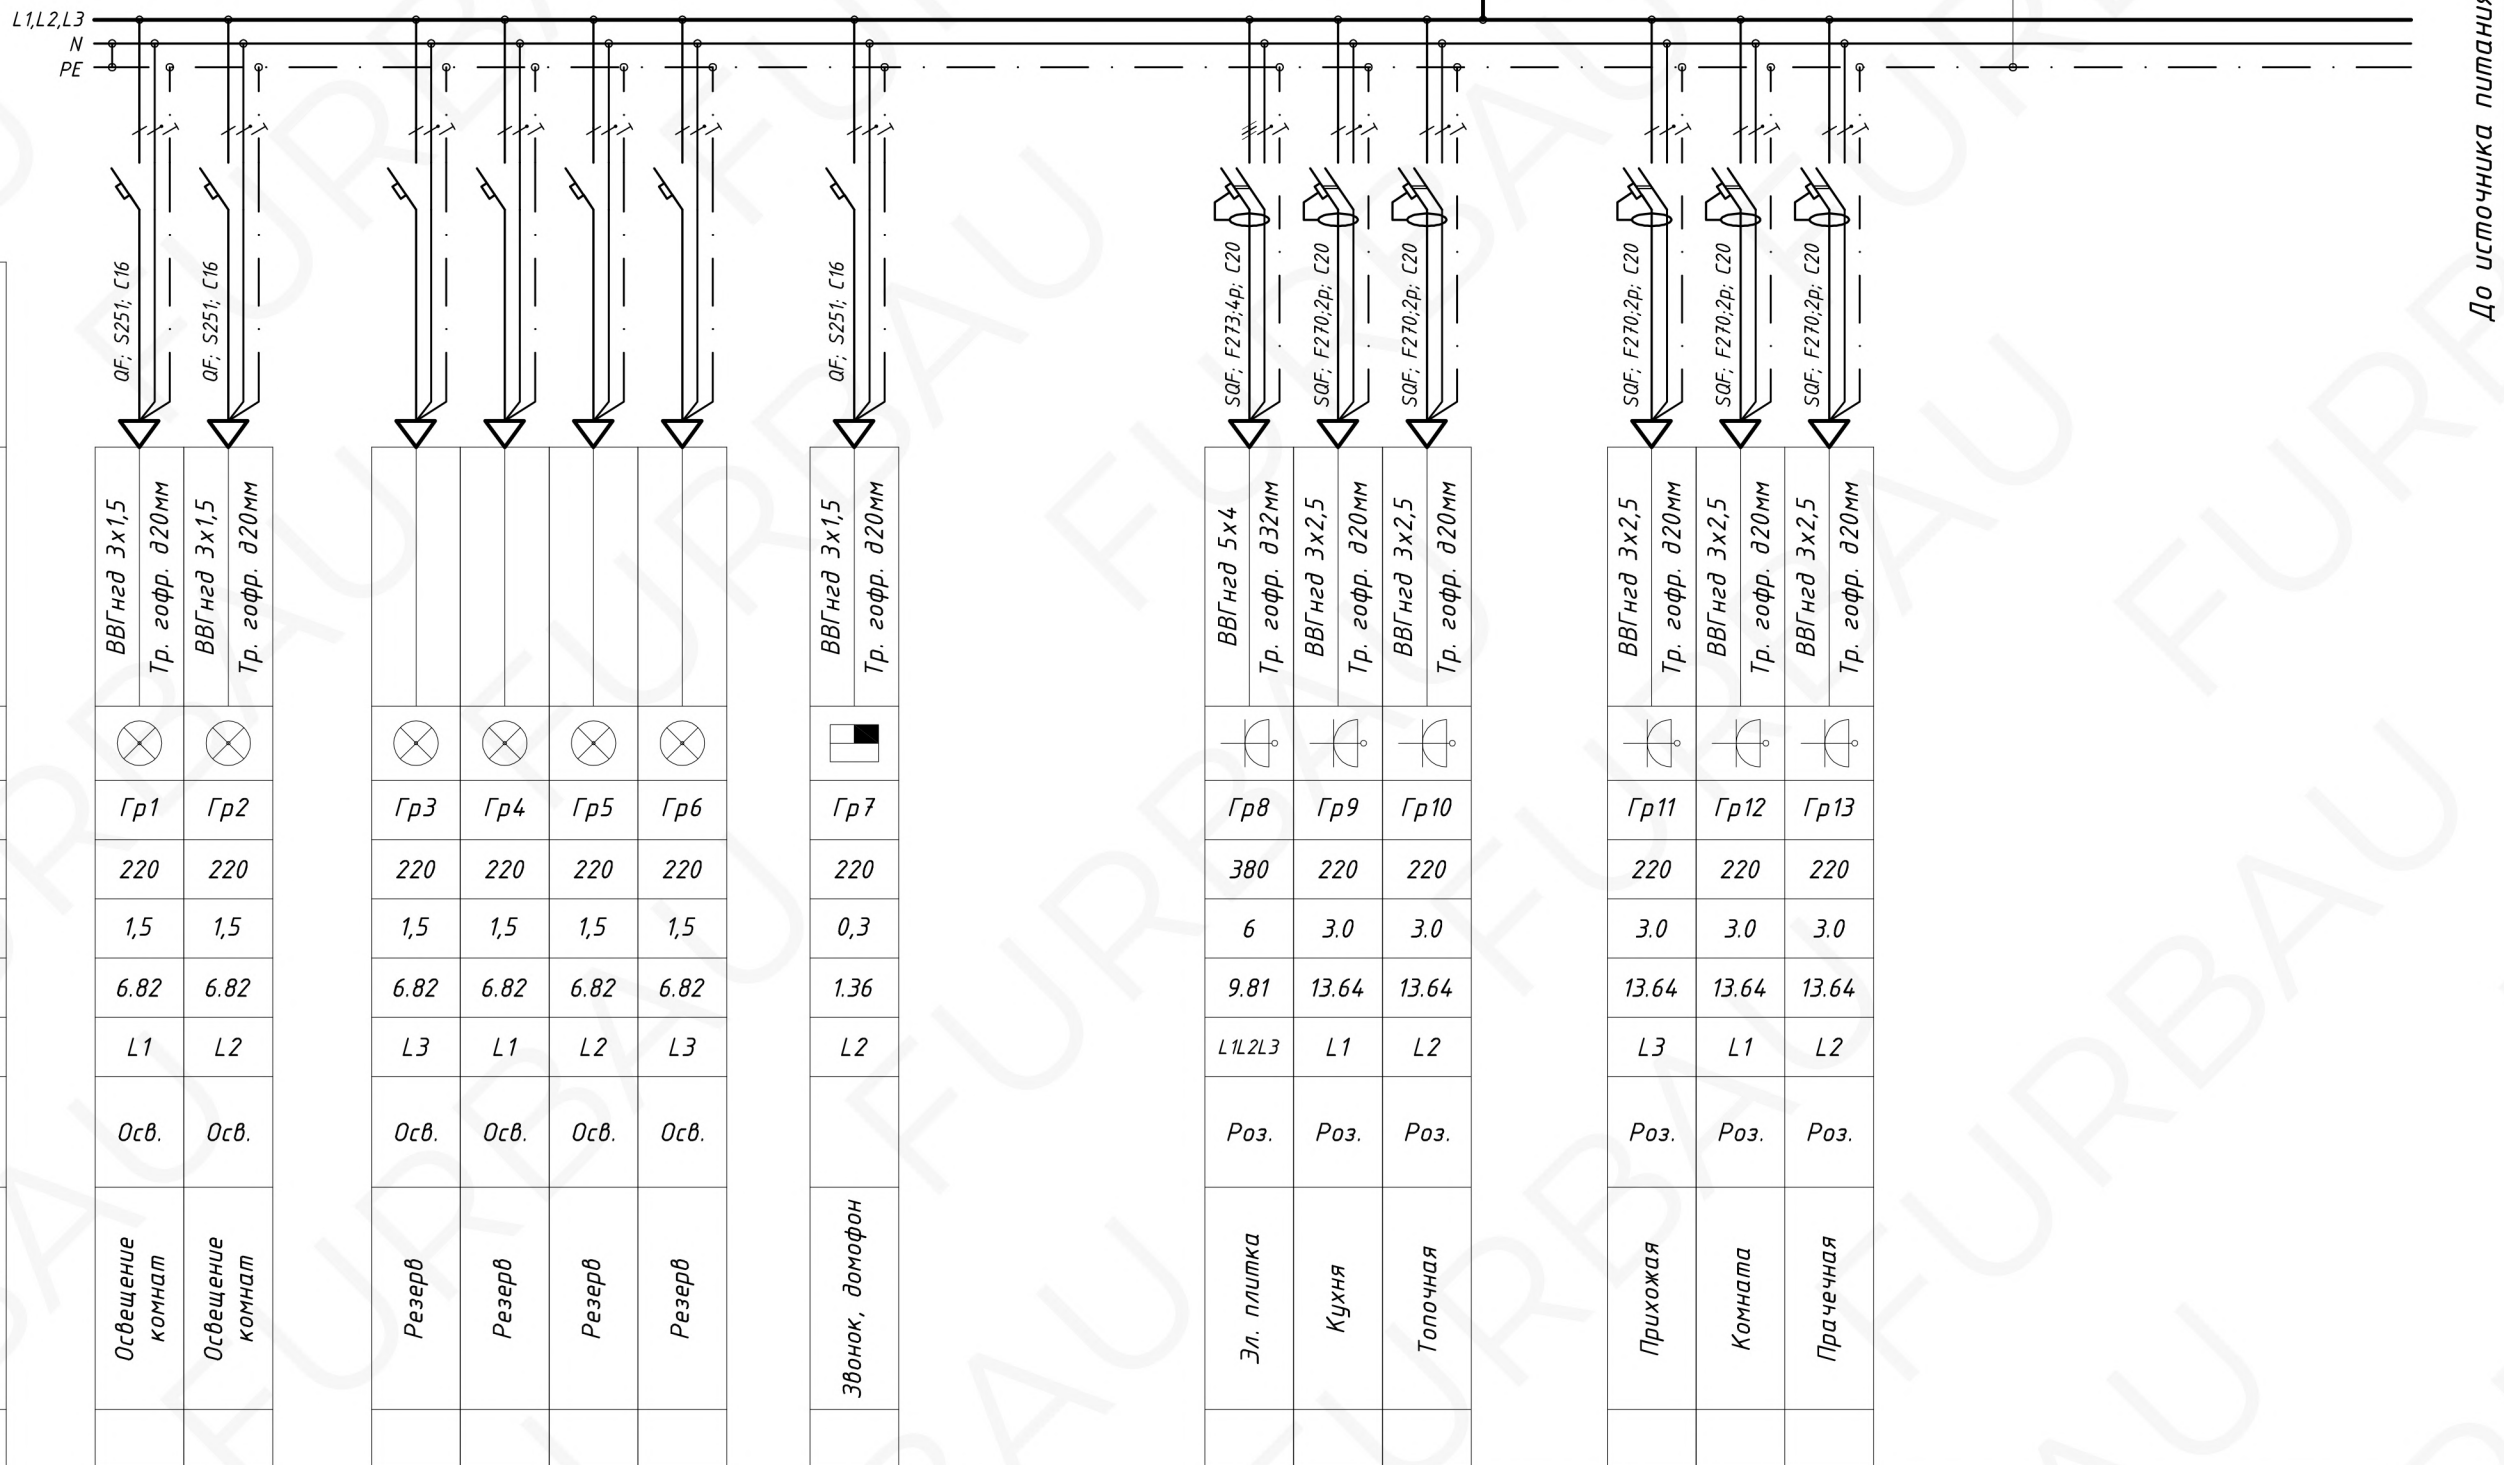 L1,L2,L3
N
PE
До источника питания
QF; S251; C16
QF; S251; C16
QF; S251; C16
SQF; F273;4p; C20
SQF; F270;2p; C20
SQF; F270;2p; C20
SQF; F270;2p; C20
SQF; F270;2p; C20
SQF; F270;2p; C20
ВВГнгд 3х1,5
Тр. гофр. d20мм
ВВГнгд 3х1,5
Тр. гофр. d20мм
ВВГнгд 3х1,5
Тр. гофр. d20мм
ВВГнгд 5х4
Тр. гофр. d32мм
ВВГнгд 3х2,5
Тр. гофр. d20мм
ВВГнгд 3х2,5
Тр. гофр. d20мм
ВВГнгд 3х2,5
Тр. гофр. d20мм
ВВГнгд 3х2,5
Тр. гофр. d20мм
ВВГнгд 3х2,5
Тр. гофр. d20мм
Гр1 Гр2 Гр3 Гр4 Гр5 Гр6 Гр7 Гр8 Гр9 Гр10 Гр11 Гр12 Гр13
220 220 220 220 220 220 220 380 220 220 220 220 220
1,5 1,5 1,5 1,5 1,5 1,5 0,3 6 3.0 3.0 3.0 3.0 3.0
6.82 6.82 6.82 6.82 6.82 6.82 1.36 9.81 13.64 13.64 13.64 13.64 13.64
L1 L2 L3 L1 L2 L3 L2 L1L2L3 L1 L2 L3 L1 L2
Осв. Осв. Осв. Осв. Осв. Осв. Роз. Роз. Роз. Роз. Роз. Роз.
Освещение
комнат
Освещение
комнат
Резерв
Резерв
Резерв
Резерв
Звонок, домофон
Эл. плитка
Кухня
Топочная
Прихожая
Комната
Прачечная
FURBAU